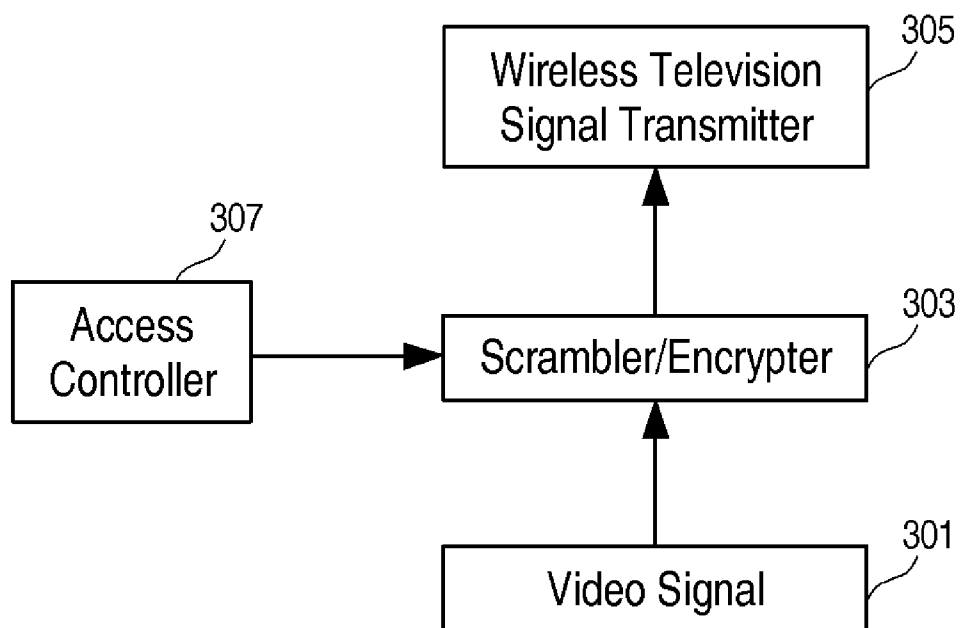 305
Wireless Television
Signal Transmitter
307
Access
Controller
303
Scrambler/Encrypter
301
Video Signal